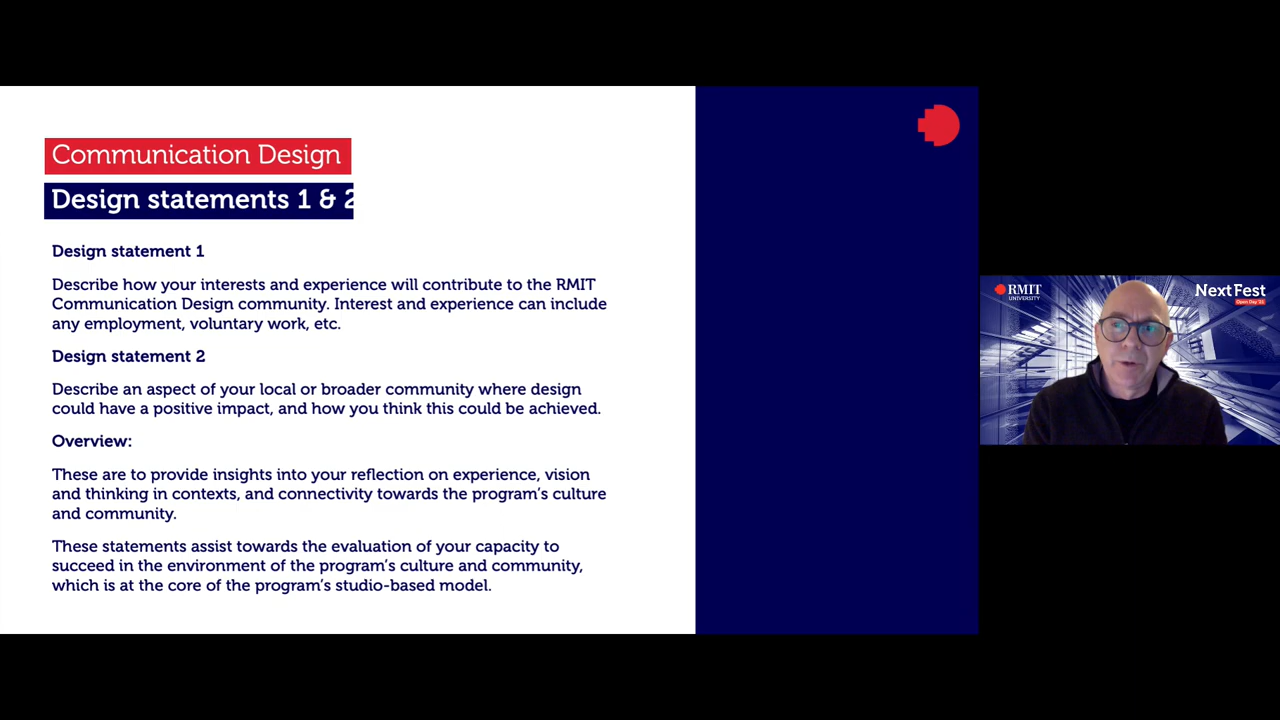 Communication Design
Design statements 1 & 2
Design statement 1
Describe how your interests and experience will contribute to the RMIT
Communication Design community. Interest and experience can include
any employment, voluntary work, etc.
Design statement 2
Describe an aspect of your local or broader community where design
could have a positive impact, and how you think this could be achieved.
Overview:
These are to provide insights into your reflection on experience, vision
and thinking in contexts, and connectivity towards the program’s culture
and community.
These statements assist towards the evaluation of your capacity to
succeed in the environment of the program’s culture and community,
which is at the core of the program’s studio-based model.
RMIT
UNIVERSITY
NextFest